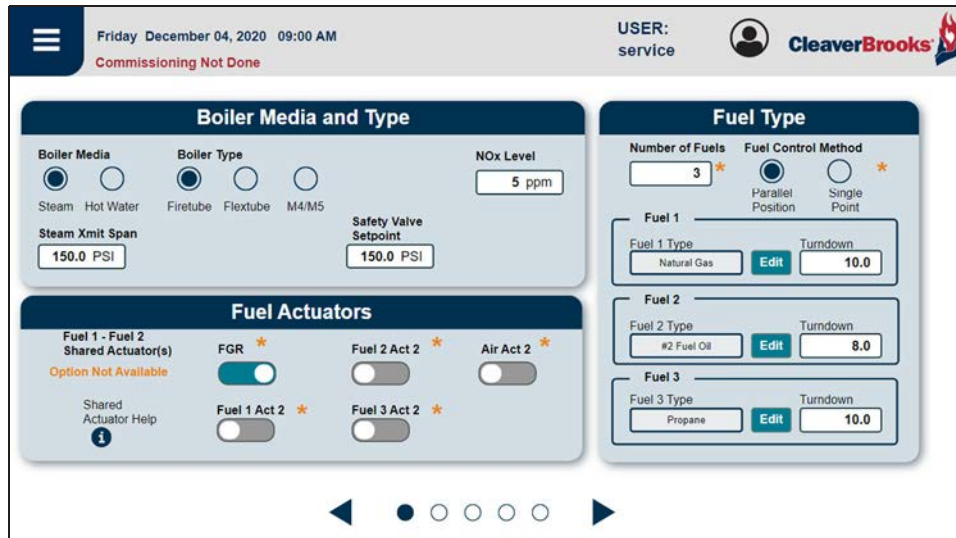 Friday December 04, 2020 09:00 AM
Commissioning Not Done
USER:
service
CleaverBrooks
Boiler Media and Type
Boiler Media
Boiler Type
NOx Level
5 ppm
Steam Hot Water
Firetube Flextube M4/M5
Steam Xmit Span
150.0 PSI
Safety Valve
Setpoint
150.0 PSI
Fuel Actuators
Fuel 1 - Fuel 2
Shared Actuator(s)
Option Not Available
FGR *
Fuel 2 Act 2 *
Air Act 2 *
Shared
Actuator Help
i
Fuel 1 Act 2 *
Fuel 3 Act 2 *
Fuel Type
Number of Fuels
3 *
Fuel Control Method
*
Parallel
Position
Single
Point
Fuel 1
Fuel 1 Type
Turndown
Natural Gas Edit 10.0
Fuel 2
Fuel 2 Type
Turndown
#2 Fuel Oil Edit 8.0
Fuel 3
Fuel 3 Type
Turndown
Propane Edit 10.0